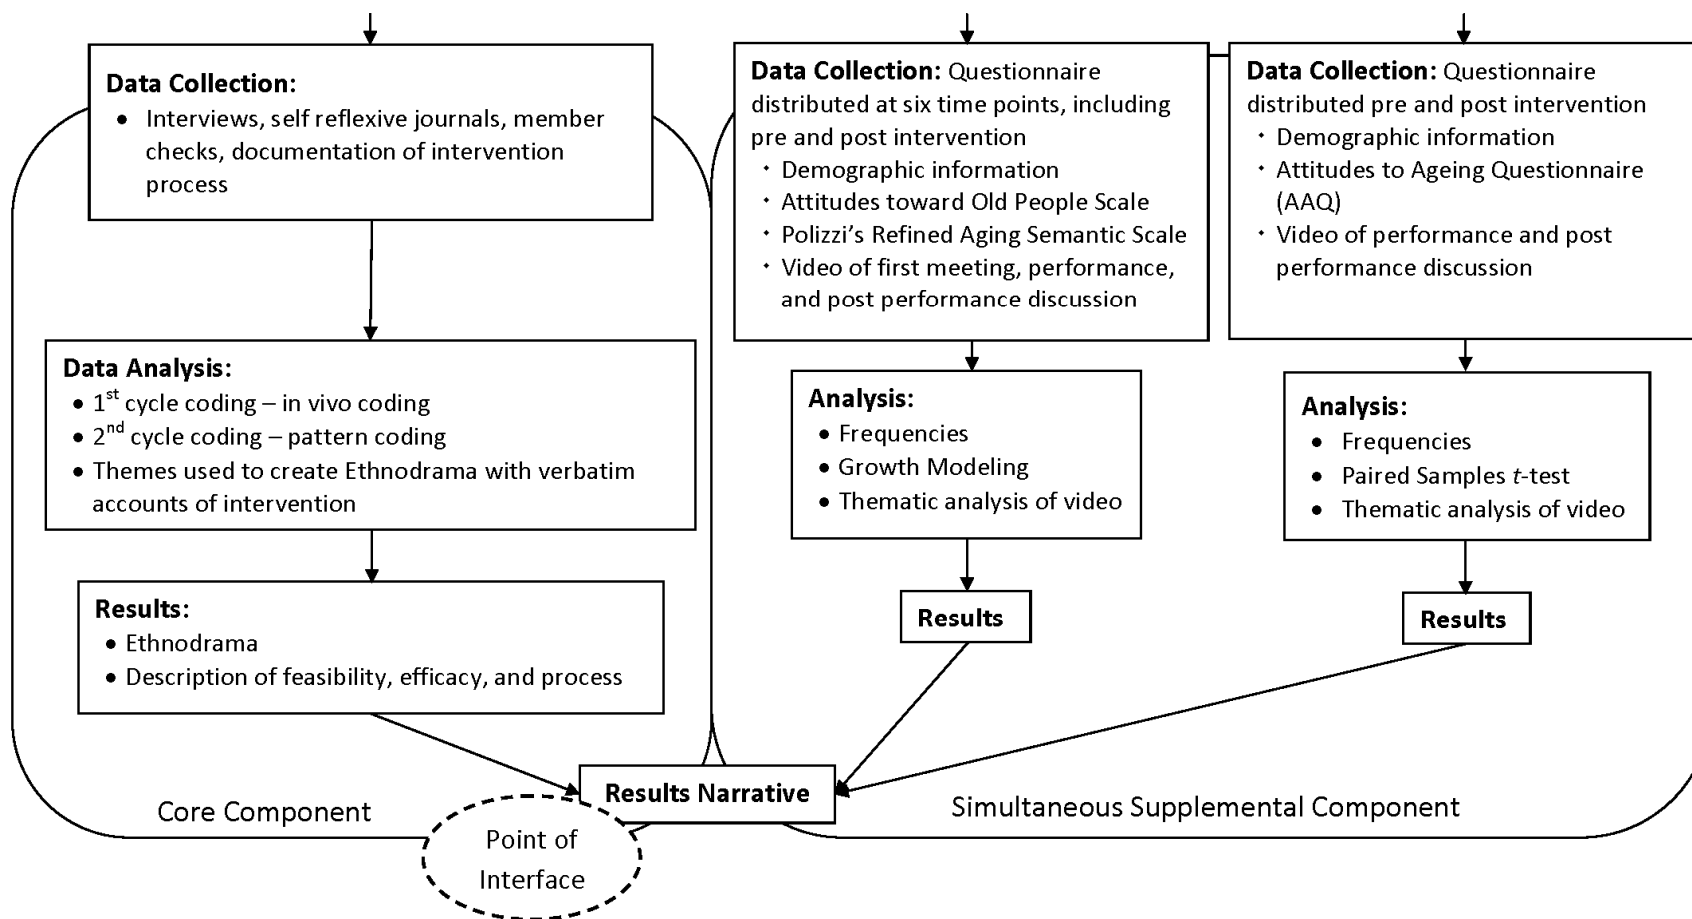 Data Collection:
• Interviews, self reflexive journals, member
checks, documentation of intervention
process
Data Analysis:
• 1st cycle coding – in vivo coding
• 2nd cycle coding – pattern coding
• Themes used to create Ethnodrama with verbatim
accounts of intervention
Results:
• Ethnodrama
• Description of feasibility, efficacy, and process
Core Component
Data Collection: Questionnaire
distributed at six time points, including
pre and post intervention
· Demographic information
· Attitudes toward Old People Scale
· Polizzi's Refined Aging Semantic Scale
· Video of first meeting, performance,
and post performance discussion
Analysis:
• Frequencies
• Growth Modeling
• Thematic analysis of video
Results
Data Collection: Questionnaire
distributed pre and post intervention
· Demographic information
· Attitudes to Ageing Questionnaire
(AAQ)
· Video of performance and post
performance discussion
Analysis:
• Frequencies
• Paired Samples t-test
• Thematic analysis of video
Results
Simultaneous Supplemental Component
Results Narrative
Point of
Interface